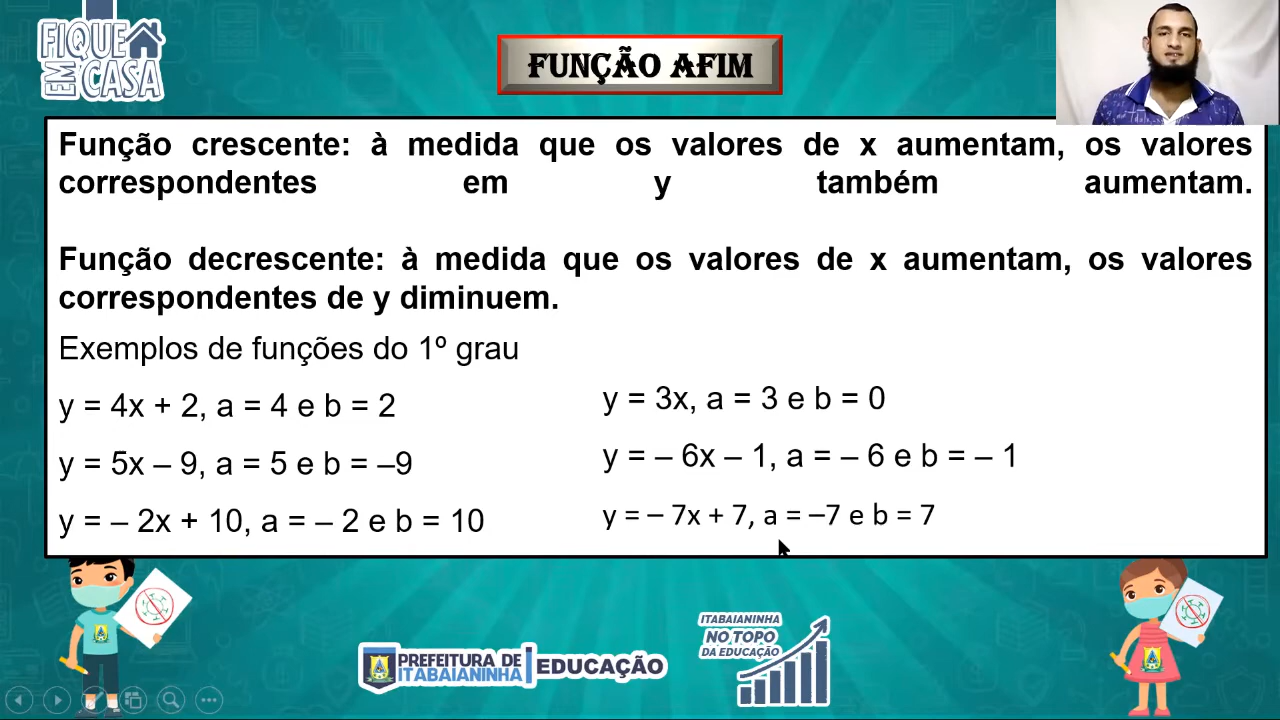 FIQUE
EM CASA
FUNÇÃO AFIM
Função crescente: à medida que os valores de x aumentam, os valores
correspondentes em y também aumentam.
Função decrescente: à medida que os valores de x aumentam, os valores
correspondentes de y diminuem.
Exemplos de funções do 1º grau
y = 4x + 2, a = 4 e b = 2
y = 5x – 9, a = 5 e b = –9
y = – 2x + 10, a = – 2 e b = 10
y = 3x, a = 3 e b = 0
y = – 6x – 1, a = – 6 e b = – 1
y = – 7x + 7, a = –7 e b = 7
PREFEITURA DE
ITABAIANINHA
EDUCAÇÃO
ITABAIANINHA
NO TOPO
DA EDUCAÇÃO